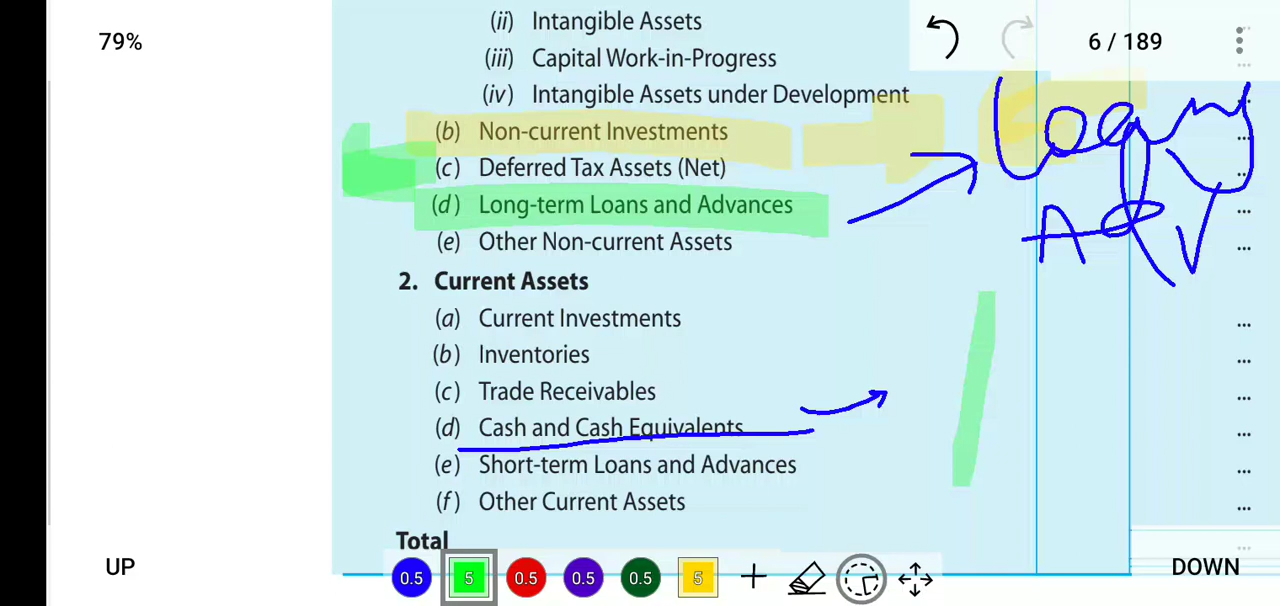 79%
6 / 189
(ii) Intangible Assets
(iii) Capital Work-in-Progress ...
(iv) Intangible Assets under Development ...
(b) Non-current Investments ...
(c) Deferred Tax Assets (Net) ...
(d) Long-term Loans and Advances ...
(e) Other Non-current Assets ...
2. Current Assets
(a) Current Investments ...
(b) Inventories ...
(c) Trade Receivables ...
(d) Cash and Cash Equivalents ...
(e) Short-term Loans and Advances ...
(f) Other Current Assets ...
Total ...
UP
0.5 5 0.5 0.5 0.5 5
DOWN